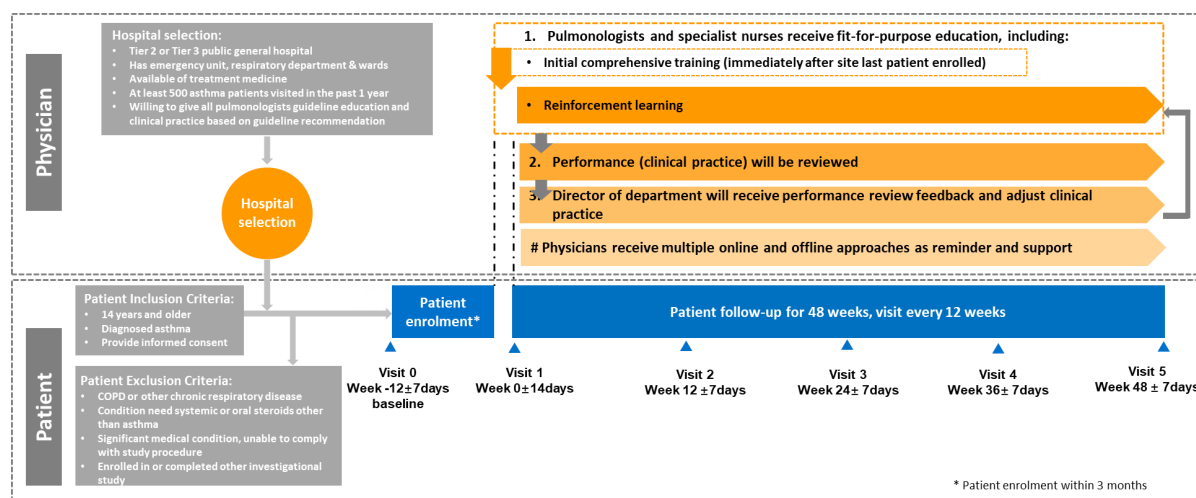 Physician
Hospital selection:
• Tier 2 or Tier 3 public general hospital
• Has emergency unit, respiratory department & wards
• Available of treatment medicine
• At least 500 asthma patients visited in the past 1 year
• Willing to give all pulmonologists guideline education and
clinical practice based on guideline recommendation
Hospital
selection
1. Pulmonologists and specialist nurses receive fit-for-purpose education, including:
• Initial comprehensive training (immediately after site last patient enrolled)
• Reinforcement learning
2. Performance (clinical practice) will be reviewed
3. Director of department will receive performance review feedback and adjust clinical
practice
# Physicians receive multiple online and offline approaches as reminder and support
Patient
Patient Inclusion Criteria:
• 14 years and older
• Diagnosed asthma
• Provide informed consent
Patient Exclusion Criteria:
• COPD or other chronic respiratory disease
• Condition need systemic or oral steroids other
than asthma
• Significant medical condition, unable to comply
with study procedure
• Enrolled in or completed other investigational
study
Patient
enrolment*
Patient follow-up for 48 weeks, visit every 12 weeks
Visit 0
Week -12±7days
baseline
Visit 1
Week 0±14days
Visit 2
Week 12 ±7days
Visit 3
Week 24± 7days
Visit 4
Week 36± 7days
Visit 5
Week 48 ± 7days
* Patient enrolment within 3 months